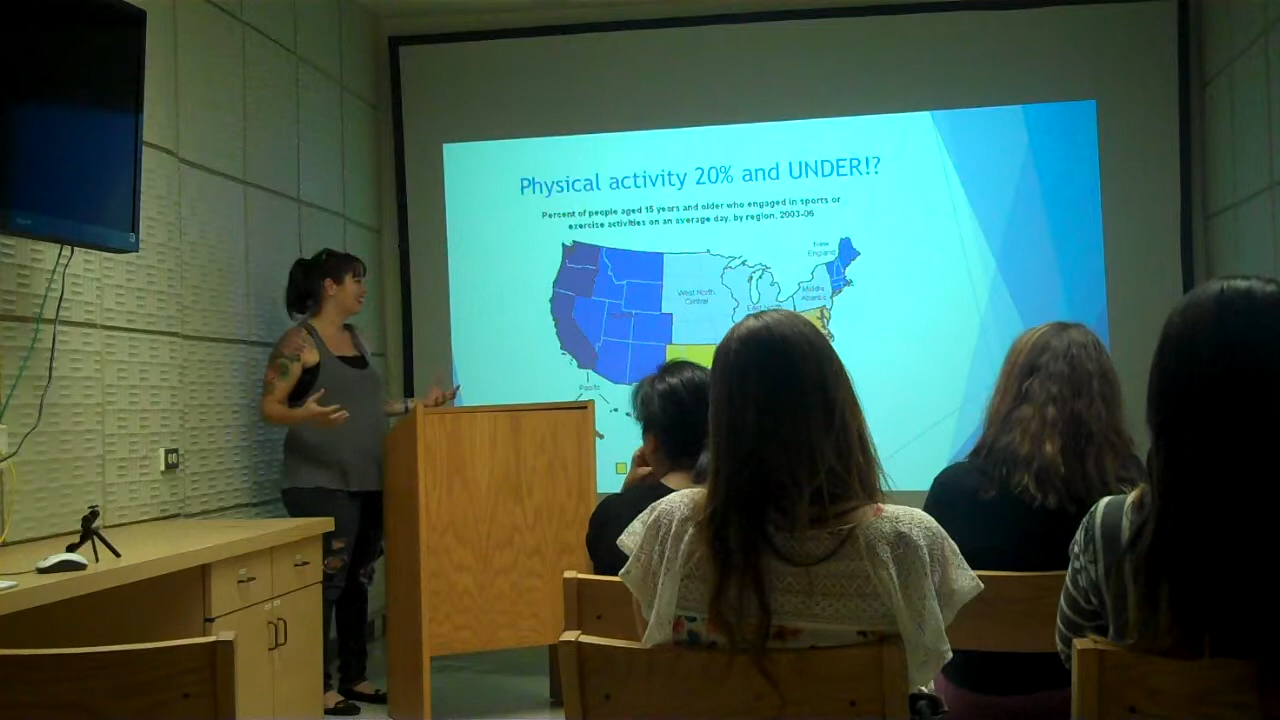 Physical activity 20% and UNDER!?
Percent of people aged 15 years and older who engaged in sports or
exercise activities on an average day, by region, 2003-06
New
England
West North
Central
Middle
Atlantic
East North
Pacific